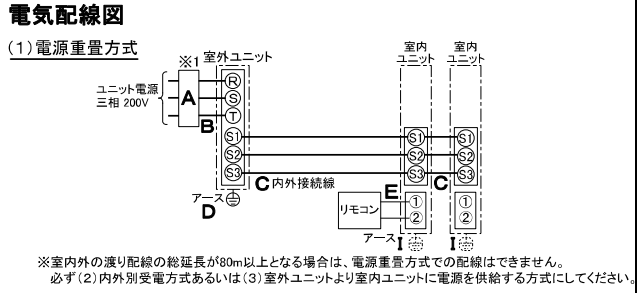 電気配線図
(1)電源重畳方式
※1 室外ユニット 室内ユニット 室内ユニット
ユニット電源
三相 200V
A
B
R
S
T
S1 S1 S1
S2 S2 S2
S3 S3 S3
C 内外接続線 C
アース
D
E
リモコン
① ①
② ②
アース I I
※室内外の渡り配線の総延長が80m以上となる場合は、電源重畳方式での配線はできません。
必ず(2)内外別受電方式あるいは(3)室外ユニットより室内ユニットに電源を供給する方式にしてください。